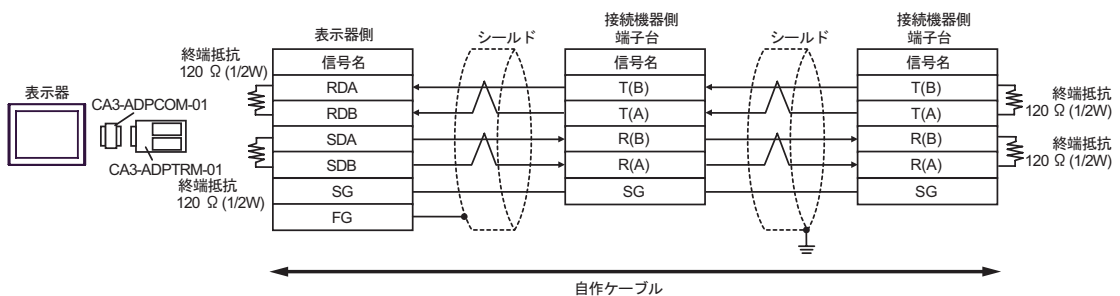 表示器
CA3-ADPCOM-01
CA3-ADPTRM-01
終端抵抗
120 Ω (1/2W)
終端抵抗
120 Ω (1/2W)
表示器側
信号名
RDA
RDB
SDA
SDB
SG
FG
シールド
接続機器側
端子台
信号名
T(B)
T(A)
R(B)
R(A)
SG
シールド
接続機器側
端子台
信号名
T(B)
T(A)
R(B)
R(A)
SG
終端抵抗
120 Ω (1/2W)
終端抵抗
120 Ω (1/2W)
自作ケーブル